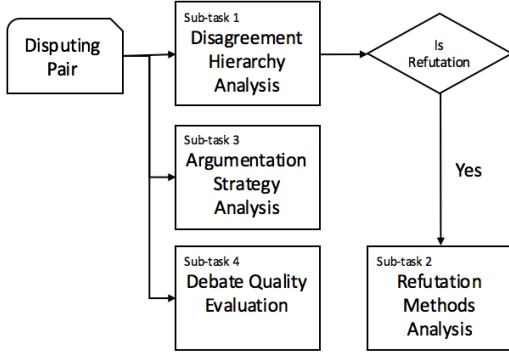 Disputing
Pair
Sub-task 1
Disagreement
Hierarchy
Analysis
Is
Refutation
Sub-task 3
Argumentation
Strategy
Analysis
Yes
Sub-task 4
Debate Quality
Evaluation
Sub-task 2
Refutation
Methods
Analysis